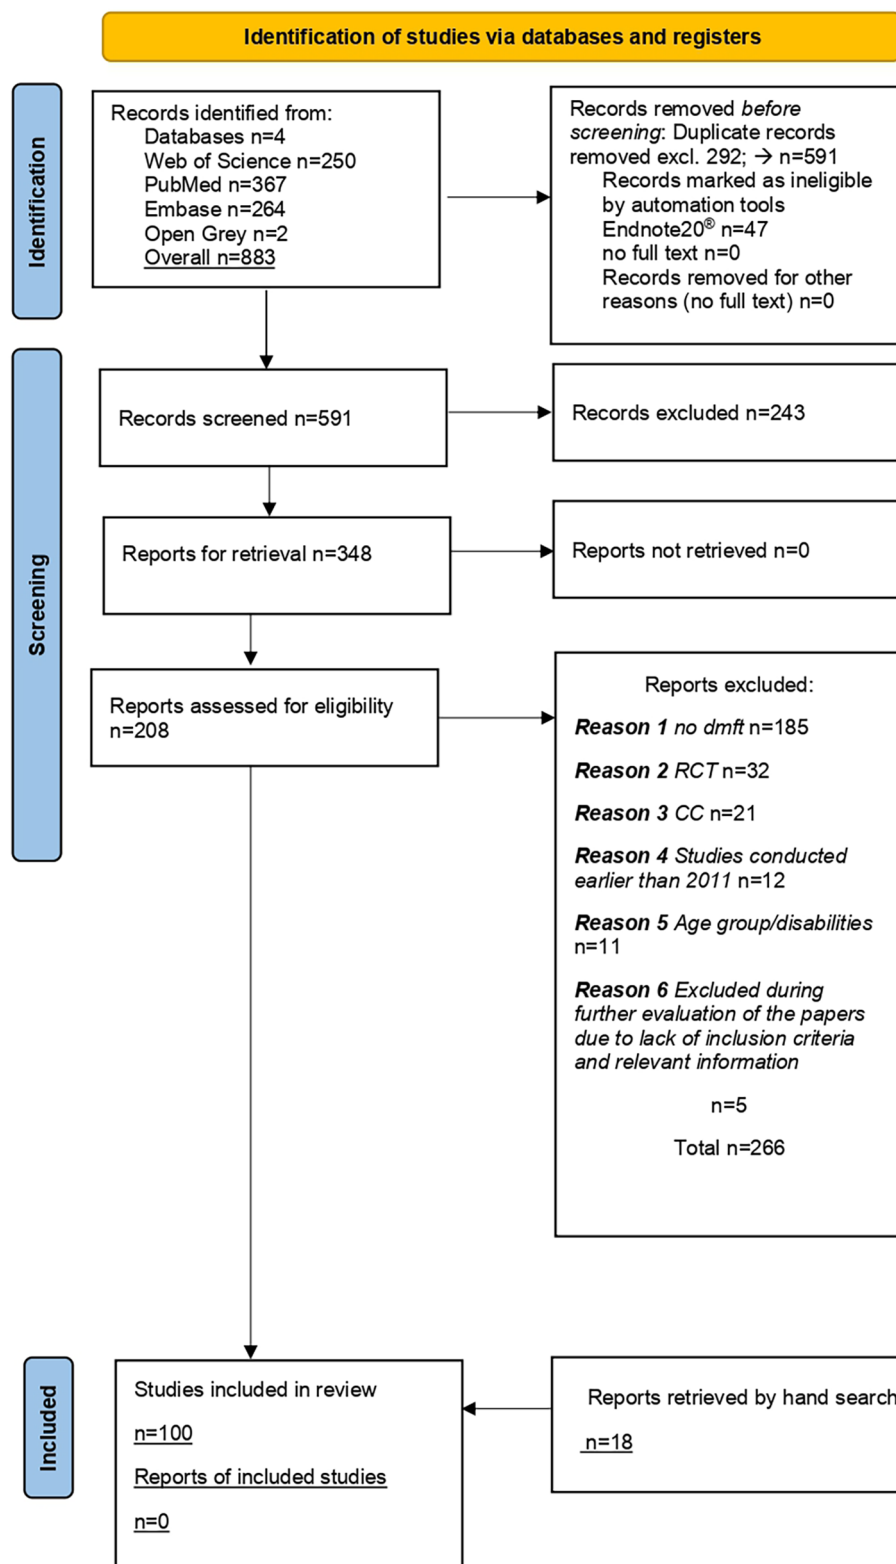 Identification of studies via databases and registers
Identification
Records identified from:
Databases n=4
Web of Science n=250
PubMed n=367
Embase n=264
Open Grey n=2
Overall n=883
Records removed before
screening: Duplicate records
removed excl. 292; → n=591
Records marked as ineligible
by automation tools
Endnote20® n=47
no full text n=0
Records removed for other
reasons (no full text) n=0
Screening
Records screened n=591
Records excluded n=243
Reports for retrieval n=348
Reports not retrieved n=0
Reports assessed for eligibility
n=208
Reports excluded:
Reason 1 no dmft n=185
Reason 2 RCT n=32
Reason 3 CC n=21
Reason 4 Studies conducted
earlier than 2011 n=12
Reason 5 Age group/disabilities
n=11
Reason 6 Excluded during
further evaluation of the papers
due to lack of inclusion criteria
and relevant information
n=5
Total n=266
Included
Studies included in review
n=100
Reports of included studies
n=0
Reports retrieved by hand search
n=18